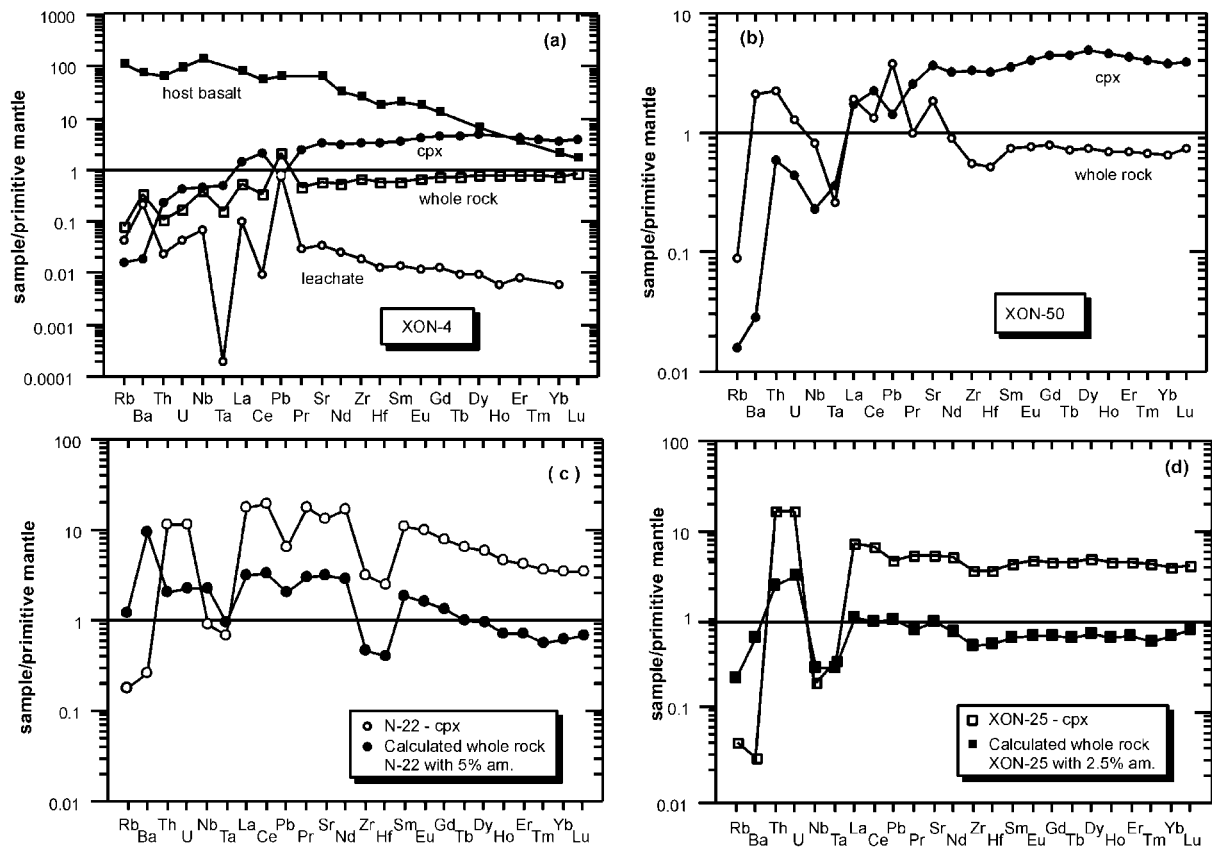 1000
100
10
1
0.1
0.01
0.001
0.0001
sample/primitive mantle
(a)
host basalt
cpx
whole rock
leachate
XON-4
Rb Th Nb La Pb Sr Zr Sm Gd Dy Er Yb
Ba U Ta Ce Pr Nd Hf Eu Tb Ho Tm Lu
10
1
0.1
0.01
sample/primitive mantle
(b)
cpx
whole rock
XON-50
Rb Th Nb La Pb Sr Zr Sm Gd Dy Er Yb
Ba U Ta Ce Pr Nd Hf Eu Tb Ho Tm Lu
100
10
1
0.1
0.01
sample/primitive mantle
( c )
N-22 - cpx
Calculated whole rock
N-22 with 5% am.
Rb Th Nb La Pb Sr Zr Sm Gd Dy Er Yb
Ba U Ta Ce Pr Nd Hf Eu Tb Ho Tm Lu
100
10
1
0.1
0.01
sample/primitive mantle
(d)
XON-25 - cpx
Calculated whole rock
XON-25 with 2.5% am.
Rb Th Nb La Pb Sr Zr Sm Gd Dy Er Yb
Ba U Ta Ce Pr Nd Hf Eu Tb Ho Tm Lu